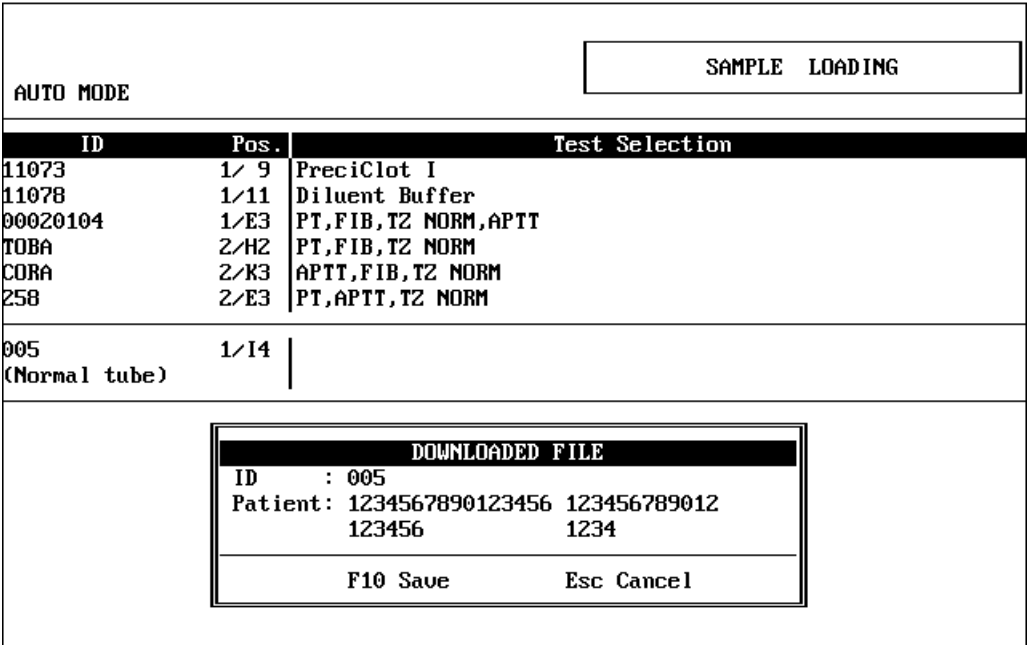 SAMPLE LOADING
AUTO MODE
ID Pos. Test Selection
11073 1/ 9 PreciClot I
11078 1/11 Diluent Buffer
00020104 1/E3 PT,FIB,TZ NORM,APTT
TOBA 2/H2 PT,FIB,TZ NORM
CORA 2/K3 APTT,FIB,TZ NORM
258 2/E3 PT,APTT,TZ NORM
005 1/I4
(Normal tube)
DOWNLOADED FILE
ID : 005
Patient: 1234567890123456 123456789012
123456 1234
F10 Save Esc Cancel